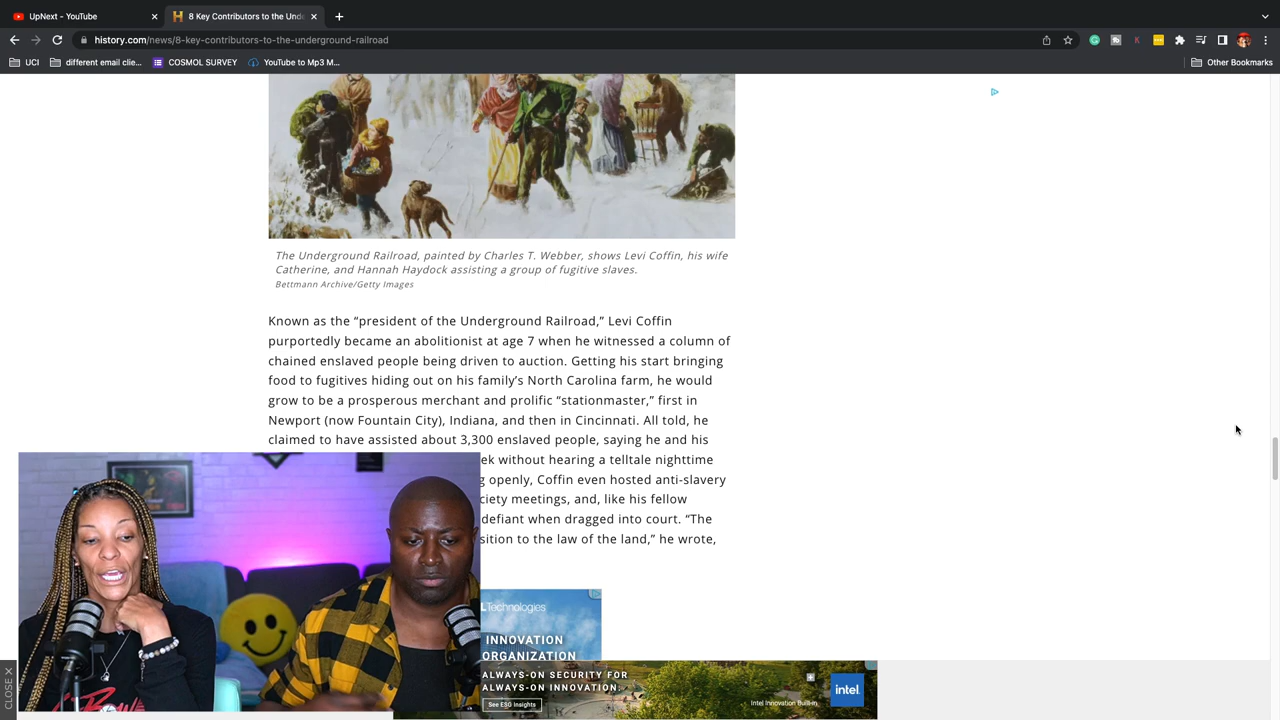 UpNext - YouTube
8 Key Contributors to the Und
history.com/news/8-key-contributors-to-the-underground-railroad
UCI
different email clie...
COSMOL SURVEY
YouTube to Mp3 M...
Other Bookmarks
The Underground Railroad, painted by Charles T. Webber, shows Levi Coffin, his wife
Catherine, and Hannah Haydock assisting a group of fugitive slaves.
Bettmann Archive/Getty Images
Known as the “president of the Underground Railroad,” Levi Coffin
purportedly became an abolitionist at age 7 when he witnessed a column of
chained enslaved people being driven to auction. Getting his start bringing
food to fugitives hiding out on his family’s North Carolina farm, he would
grow to be a prosperous merchant and prolific “stationmaster,” first in
Newport (now Fountain City), Indiana, and then in Cincinnati. All told, he
claimed to have assisted about 3,300 enslaved people, saying he and his
ek without hearing a telltale nighttime
g openly, Coffin even hosted anti-slavery
ciety meetings, and, like his fellow
defiant when dragged into court. “The
sition to the law of the land,” he wrote,
LTechnologies
INNOVATION
ORGANIZATION
ALWAYS-ON SECURITY FOR
ALWAYS-ON INNOVATION.
See ESG Insights
Intel Innovation Built-in
intel
CLOSE X